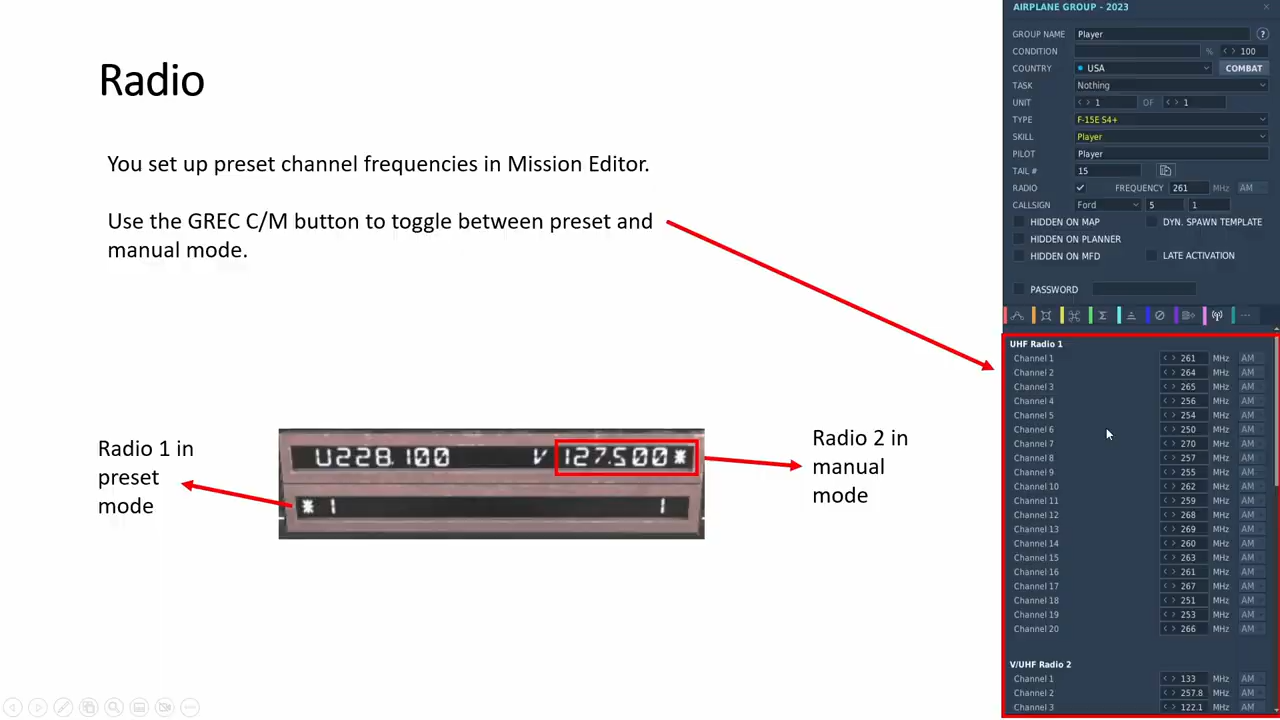 Radio
You set up preset channel frequencies in Mission Editor.
Use the GREC C/M button to toggle between preset and
manual mode.
Radio 1 in
preset
mode
U228.100 V 127.500*
* 1 1
Radio 2 in
manual
mode
AIRPLANE GROUP - 2023
GROUP NAME Player ?
CONDITION % < > 100
COUNTRY USA COMBAT
TASK Nothing
UNIT < > 1 OF < > 1
TYPE F-15E S4+
SKILL Player
PILOT Player
TAIL # 15
RADIO FREQUENCY 261 MHz AM
CALLSIGN Ford 5 1
HIDDEN ON MAP DYN. SPAWN TEMPLATE
HIDDEN ON PLANNER
HIDDEN ON MFD LATE ACTIVATION
PASSWORD
UHF Radio 1
Channel 1 < > 261 MHz AM
Channel 2 < > 264 MHz AM
Channel 3 < > 265 MHz AM
Channel 4 < > 256 MHz AM
Channel 5 < > 254 MHz AM
Channel 6 < > 250 MHz AM
Channel 7 < > 270 MHz AM
Channel 8 < > 257 MHz AM
Channel 9 < > 255 MHz AM
Channel 10 < > 262 MHz AM
Channel 11 < > 259 MHz AM
Channel 12 < > 268 MHz AM
Channel 13 < > 269 MHz AM
Channel 14 < > 260 MHz AM
Channel 15 < > 263 MHz AM
Channel 16 < > 261 MHz AM
Channel 17 < > 267 MHz AM
Channel 18 < > 251 MHz AM
Channel 19 < > 253 MHz AM
Channel 20 < > 266 MHz AM
V/UHF Radio 2
Channel 1 < > 133 MHz AM
Channel 2 < > 257.8 MHz AM
Channel 3 < > 122.1 MHz AM